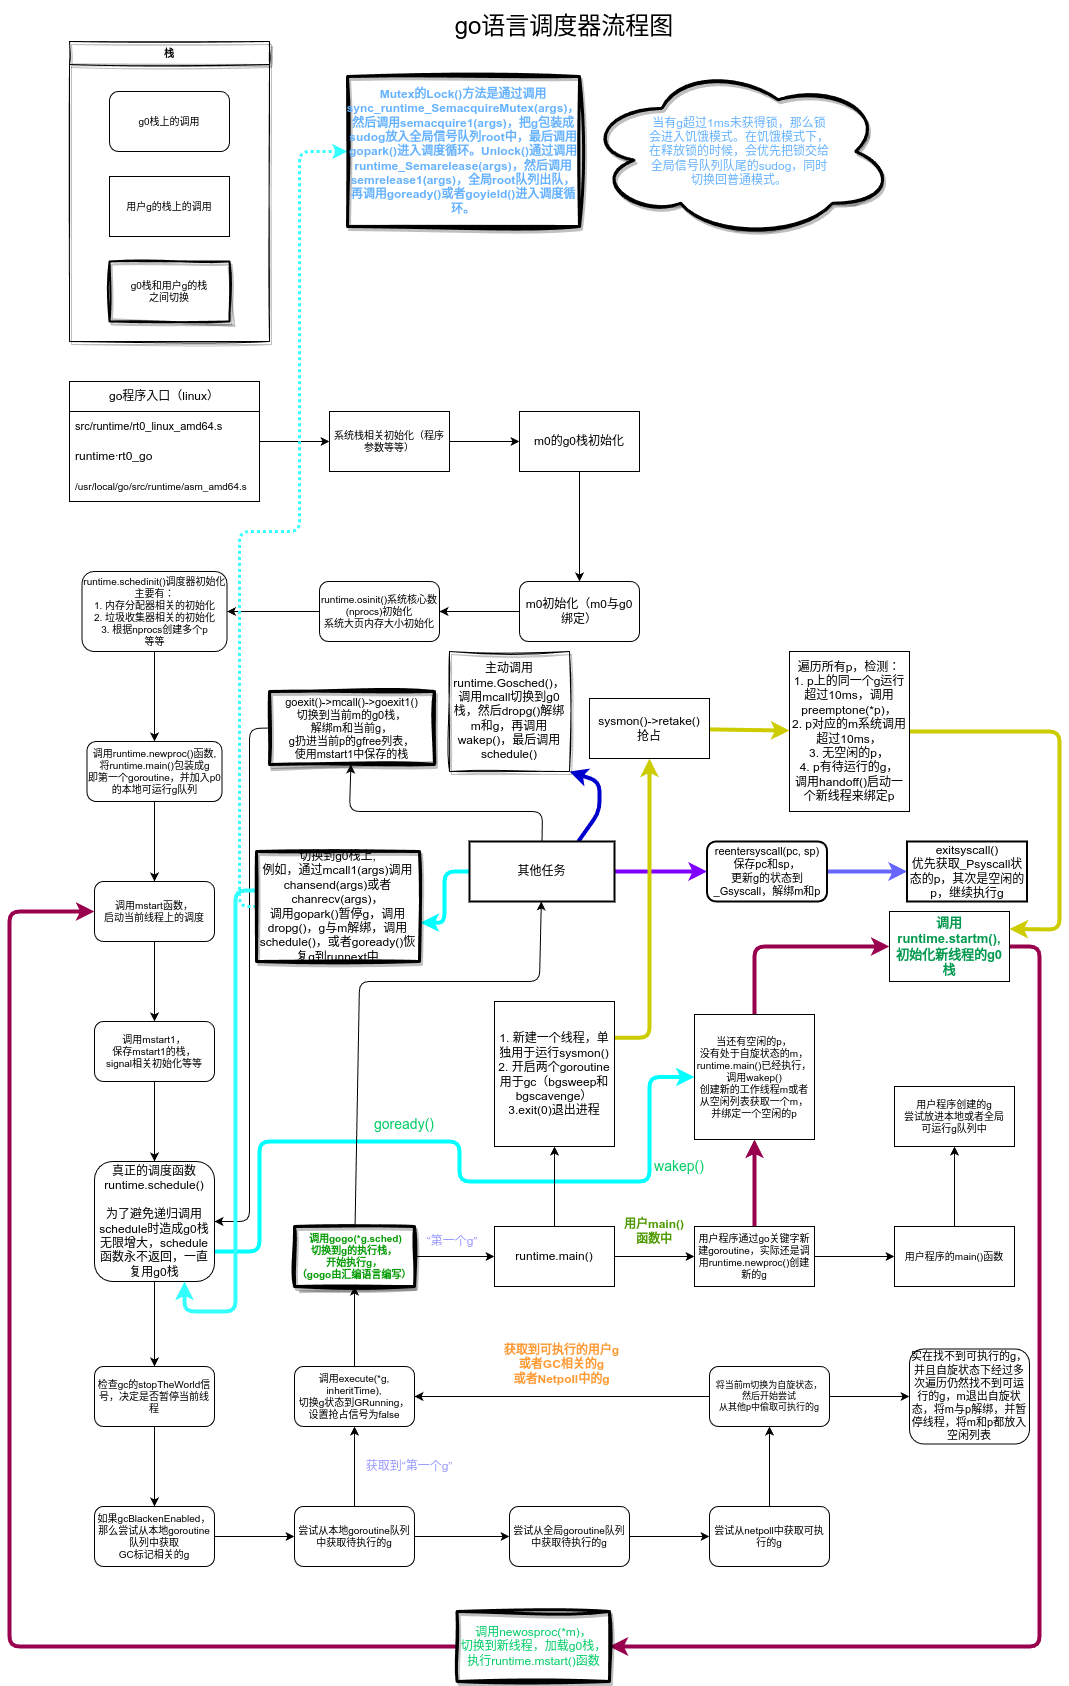 go语言调度器流程图
栈
g0栈上的调用
用户g的栈上的调用
g0栈和用户g的栈
之间切换
Mutex的Lock()方法是通过调用
sync_runtime_SemacquireMutex(args)，
然后调用semacquire1(args)，把g包装成
sudog放入全局信号队列root中，最后调用
gopark()进入调度循环。Unlock()通过调用
runtime_Semarelease(args)，然后调用
semrelease1(args)，全局root队列出队，
再调用goready()或者goyield()进入调度循
环。
当有g超过1ms未获得锁，那么锁
会进入饥饿模式。在饥饿模式下，
在释放锁的时候，会优先把锁交给
全局信号队列队尾的sudog，同时
切换回普通模式。
go程序入口（linux）
src/runtime/rt0_linux_amd64.s
runtime·rt0_go
/usr/local/go/src/runtime/asm_amd64.s
系统栈相关初始化（程序
参数等等）
m0的g0栈初始化
runtime.schedinit()调度器初始化
主要有：
1. 内存分配器相关的初始化
2. 垃圾收集器相关的初始化
3. 根据nprocs创建多个p
等等
runtime.osinit()系统核心数
(nprocs)初始化
系统大页内存大小初始化
m0初始化（m0与g0
绑定）
goexit()->mcall()->goexit1()
切换到当前m的g0栈，
解绑m和当前g，
g扔进当前p的gfree列表，
使用mstart1中保存的栈
主动调用
runtime.Gosched()，
调用mcall切换到g0
栈，然后dropg()解绑
m和g，再调用
wakep()，最后调用
schedule()
sysmon()->retake()
抢占
遍历所有p，检测：
1. p上的同一个g运行
超过10ms，调用
preemptone(*p)，
2. p对应的m系统调用
超过10ms，
3. 无空闲的p，
4. p有待运行的g，
调用handoff()启动一
个新线程来绑定p
调用runtime.newproc()函数，
将runtime.main()包装成g
即第一个goroutine，并加入p0
的本地可运行g队列
切换到g0栈上，
例如，通过mcall1(args)调用
chansend(args)或者
chanrecv(args)，
调用gopark()暂停g，调用
dropg()，g与m解绑，调用
schedule()，或者goready()恢
复g到runnext中
其他任务
reentersyscall(pc, sp)
保存pc和sp，
更新g的状态到
_Gsyscall，解绑m和p
exitsyscall()
优先获取_Psyscall状
态的p，其次是空闲的
p，继续执行g
调用mstart函数，
启动当前线程上的调度
调用
runtime.startm()，
初始化新线程的g0
栈
调用mstart1，
保存mstart1的栈，
signal相关初始化等等
1. 新建一个线程，单
独用于运行sysmon()
2. 开启两个goroutine
用于gc（bgsweep和
bgscavenge）
3.exit(0)退出进程
当还有空闲的p，
没有处于自旋状态的m，
runtime.main()已经执行，
调用wakep()
创建新的工作线程m或者
从空闲列表获取一个m，
并绑定一个空闲的p
用户程序创建的g
尝试放进本地或者全局
可运行g队列中
goready()
wakep()
真正的调度函数
runtime.schedule()
为了避免递归调用
schedule时造成g0栈
无限增大，schedule
函数永不返回，一直
复用g0栈
调用gogo(*g.sched)
切换到g的执行栈，
开始执行g，
（gogo由汇编语言编写）
“第一个g”
runtime.main()
用户main()
函数中
用户程序通过go关键字新
建goroutine，实际还是调
用runtime.newproc()创建
新的g
用户程序的main()函数
检查gc的stopTheWorld信
号，决定是否暂停当前线
程
调用execute(*g,
inheritTime)，
切换g状态到GRunning，
设置抢占信号为false
获取到可执行的用户g
或者GC相关的g
或者Netpoll中的g
将当前m切换为自旋状态，
然后开始尝试
从其他p中偷取可执行的g
实在找不到可执行的g，
并且自旋状态下经过多
次遍历仍然找不到可运
行的g，m退出自旋状
态，将m与p解绑，并暂
停线程，将m和p都放入
空闲列表
获取到“第一个g”
如果gcBlackenEnabled，
那么尝试从本地goroutine
队列中获取
GC标记相关的g
尝试从本地goroutine队列
中获取待执行的g
尝试从全局goroutine队列
中获取待执行的g
尝试从netpoll中获取可执
行的g
调用newosproc(*m)，
切换到新线程，加载g0栈，
执行runtime.mstart()函数